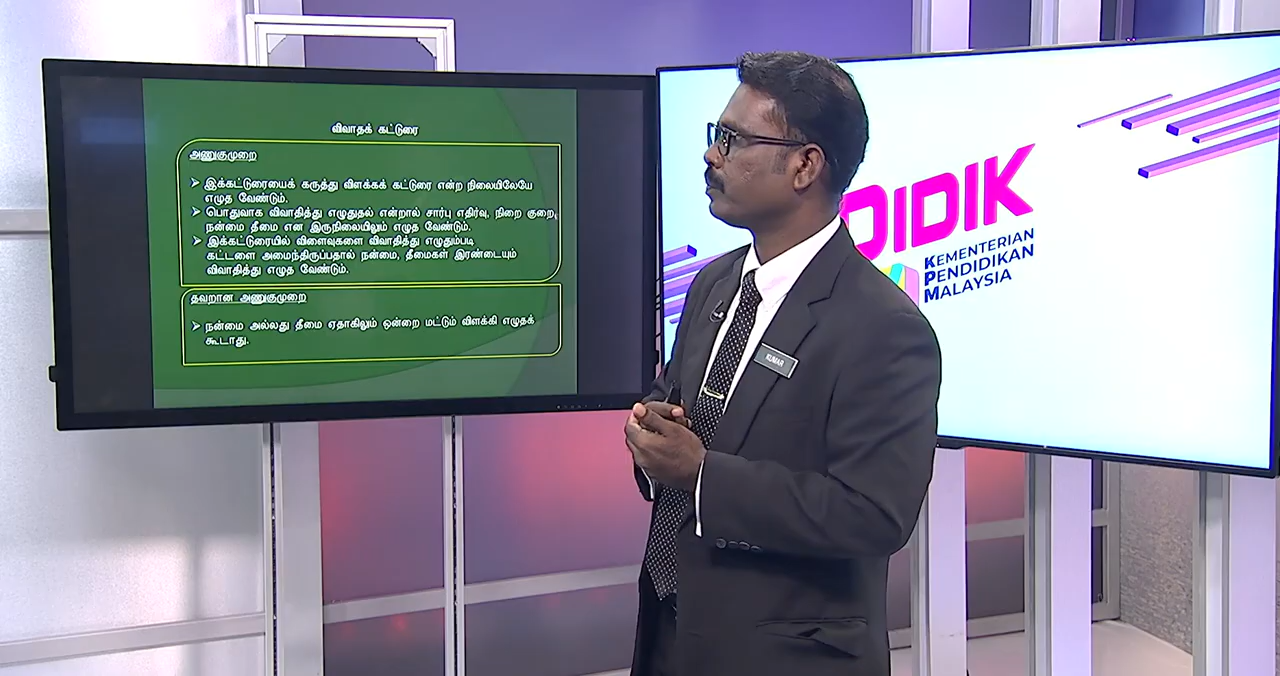 விவாதக் கட்டுரை
அணுகுமுறை
➢ இக்கட்டுரையைக் கருத்து விளக்கக் கட்டுரை என்ற நிலையிலேயே
எழுத வேண்டும்.
➢ பொதுவாக விவாதித்து எழுதுதல் என்றால் சார்பு எதிர்வு, நிறை குறை,
நன்மை தீமை என இருநிலையிலும் எழுத வேண்டும்.
➢ இக்கட்டுரையில் விளைவுகளை விவாதித்து எழுதும்படி
கட்டளை அமைந்திருப்பதால் நன்மை, தீமைகள் இரண்டையும்
விவாதித்து எழுத வேண்டும்.
தவறான அணுகுமுறை
➢ நன்மை அல்லது தீமை ஏதாகிலும் ஒன்றை மட்டும் விளக்கி எழுதக்
கூடாது.
DIDIK
KEMENTERIAN
PENDIDIKAN
MALAYSIA
KUMAR